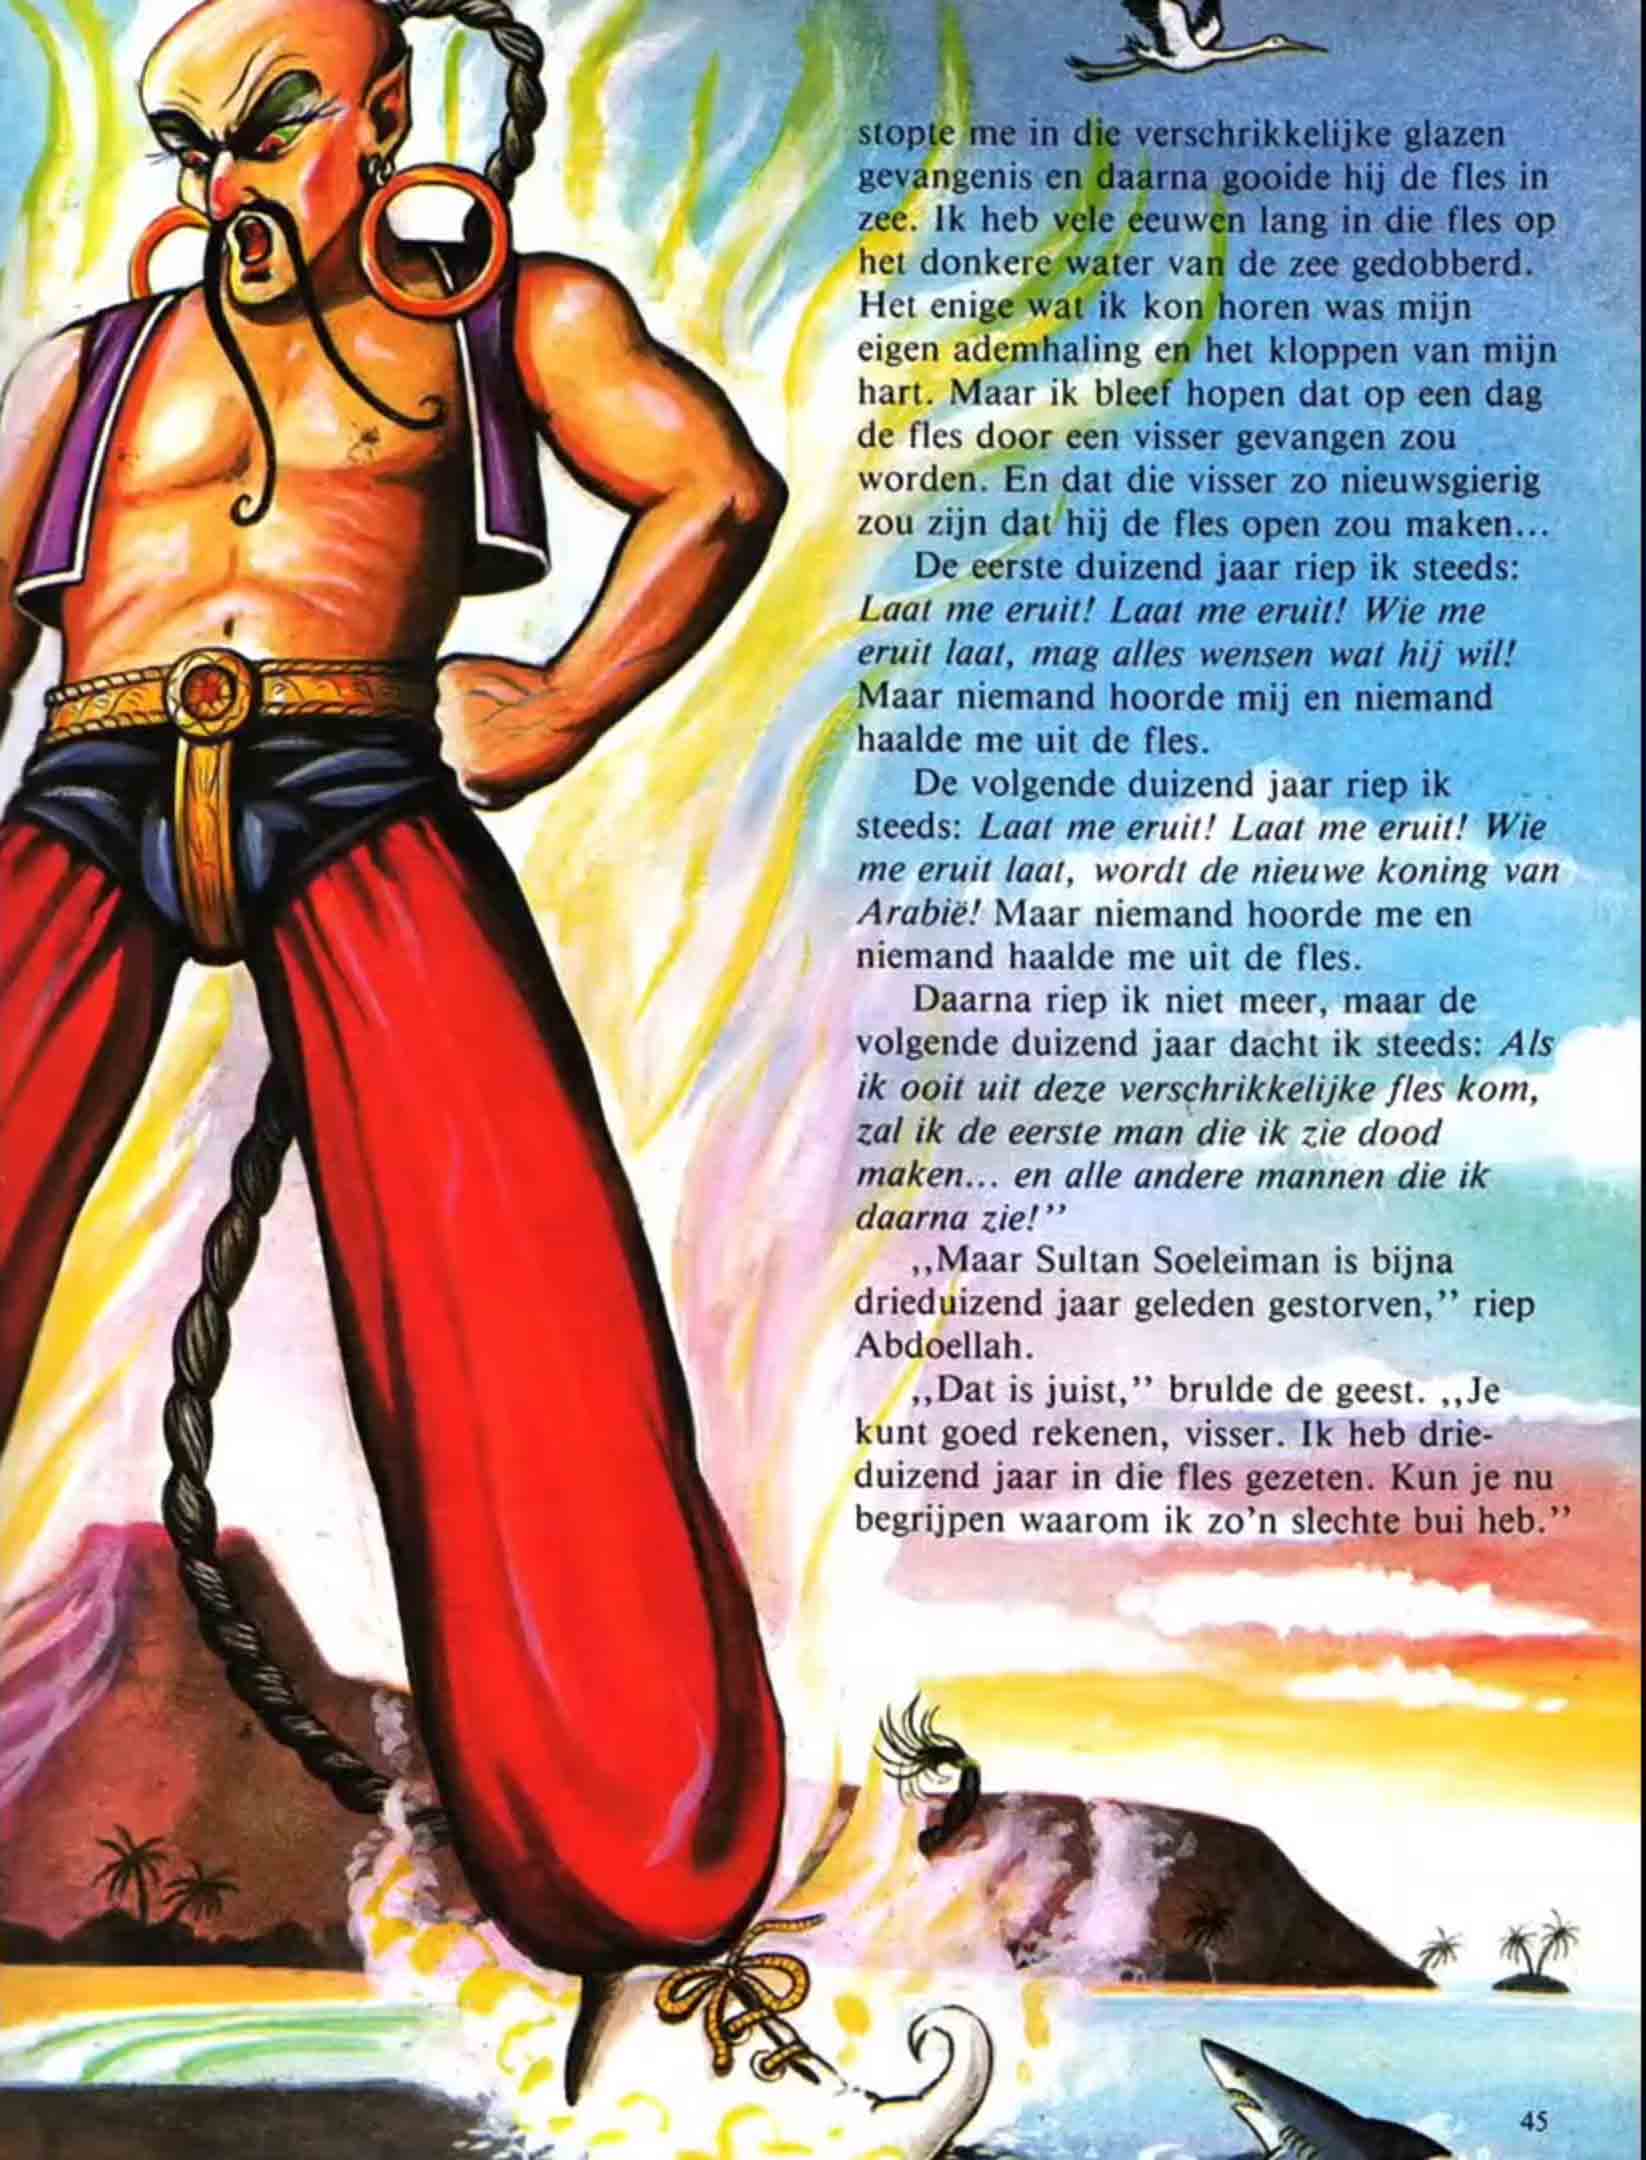 stopte me in die verschrikkelijke glazen
gevangenis en daarna gooide hij de fles in
zee. Ik heb vele eeuwen lang in die fles op
het donkere water van de zee gedobberd.
Het enige wat ik kon horen was mijn
eigen ademhaling en het kloppen van mijn
hart. Maar ik bleef hopen dat op een dag
de fles door een visser gevangen zou
worden. En dat die visser zo nieuwsgierig
zou zijn dat hij de fles open zou maken...
De eerste duizend jaar riep ik steeds:
Laat me eruit! Laat me eruit! Wie me
eruit laat, mag alles wensen wat hij wil!
Maar niemand hoorde mij en niemand
haalde me uit de fles.
De volgende duizend jaar riep ik
steeds: Laat me eruit! Laat me eruit! Wie
me eruit laat, wordt de nieuwe koning van
Arabië! Maar niemand hoorde me en
niemand haalde me uit de fles.
Daarna riep ik niet meer, maar de
volgende duizend jaar dacht ik steeds: Als
ik ooit uit deze verschrikkelijke fles kom,
zal ik de eerste man die ik zie dood
maken... en alle andere mannen die ik
daarna zie!”
,,Maar Sultan Soeleiman is bijna
drieduizend jaar geleden gestorven,” riep
Abdoellah.
,,Dat is juist,” brulde de geest. ,,Je
kunt goed rekenen, visser. Ik heb drie-
duizend jaar in die fles gezeten. Kun je nu
begrijpen waarom ik zo’n slechte bui heb.”
45